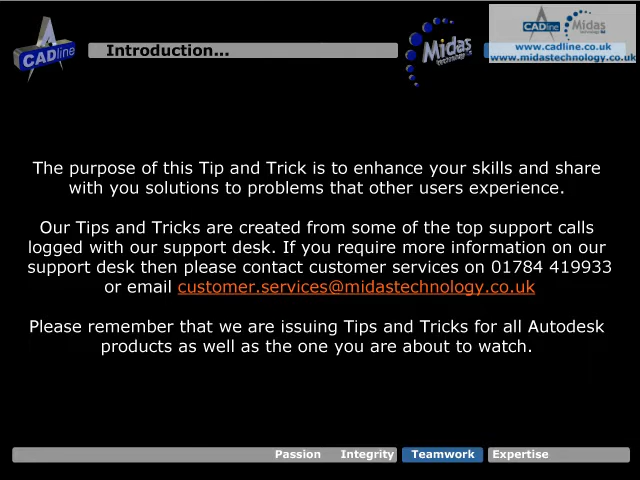 CADline
Introduction...
Midas
technology
CADline
Midas
technology
www.cadline.co.uk
www.midastechnology.co.uk
The purpose of this Tip and Trick is to enhance your skills and share
with you solutions to problems that other users experience.
Our Tips and Tricks are created from some of the top support calls
logged with our support desk. If you require more information on our
support desk then please contact customer services on 01784 419933
or email customer.services@midastechnology.co.uk
Please remember that we are issuing Tips and Tricks for all Autodesk
products as well as the one you are about to watch.
Passion Integrity Teamwork Expertise